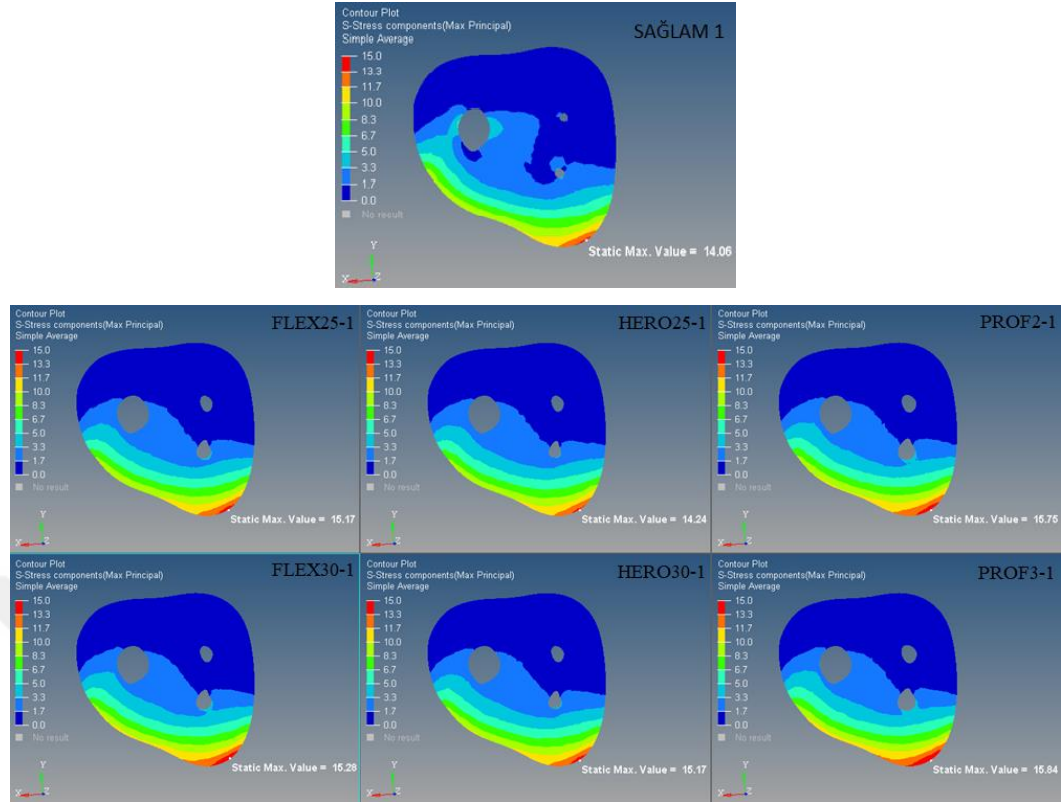 Contour Plot
S-Stress components(Max Principal)
Simple Average
SAĞLAM 1
15.0
13.3
11.7
10.0
8.3
6.7
5.0
3.3
1.7
0.0
No result
Static Max. Value = 14.06
Y
X
Z
Contour Plot
S-Stress components(Max Principal)
Simple Average
FLEX25-1
15.0
13.3
11.7
10.0
8.3
6.7
5.0
3.3
1.7
0.0
No result
Static Max. Value = 15.17
Y
X
Z
Contour Plot
S-Stress components(Max Principal)
Simple Average
HERO25-1
15.0
13.3
11.7
10.0
8.3
6.7
5.0
3.3
1.7
0.0
No result
Static Max. Value = 14.24
Y
X
Z
Contour Plot
S-Stress components(Max Principal)
Simple Average
PROF2-1
15.0
13.3
11.7
10.0
8.3
6.7
5.0
3.3
1.7
0.0
No result
Static Max. Value = 15.75
Y
X
Z
Contour Plot
S-Stress components(Max Principal)
Simple Average
FLEX30-1
15.0
13.3
11.7
10.0
8.3
6.7
5.0
3.3
1.7
0.0
No result
Static Max. Value = 15.28
Y
X
Z
Contour Plot
S-Stress components(Max Principal)
Simple Average
HERO30-1
15.0
13.3
11.7
10.0
8.3
6.7
5.0
3.3
1.7
0.0
No result
Static Max. Value = 15.17
Y
X
Z
Contour Plot
S-Stress components(Max Principal)
Simple Average
PROF3-1
15.0
13.3
11.7
10.0
8.3
6.7
5.0
3.3
1.7
0.0
No result
Static Max. Value = 15.84
Y
X
Z